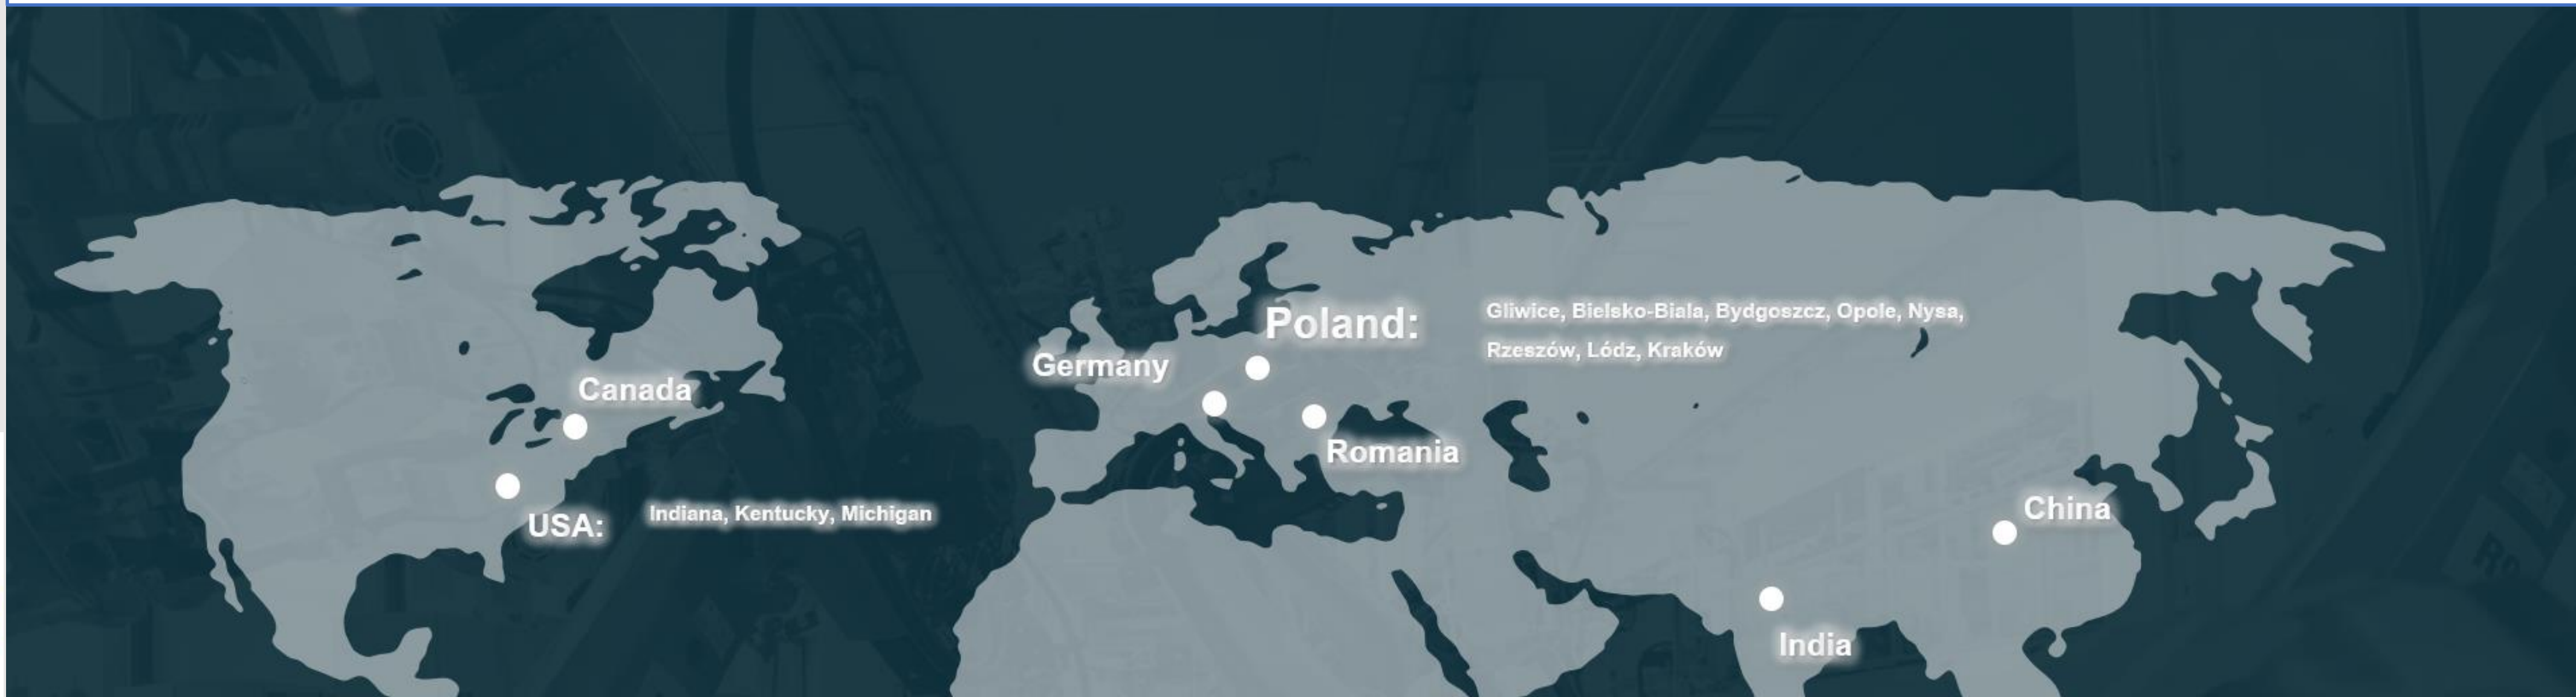 Poland:
Gliwice, Bielsko-Biala, Bydgoszcz, Opole, Nysa,
Rzeszów, Lódz, Kraków
Germany
Canada
Romania
USA:
Indiana, Kentucky, Michigan
China
India